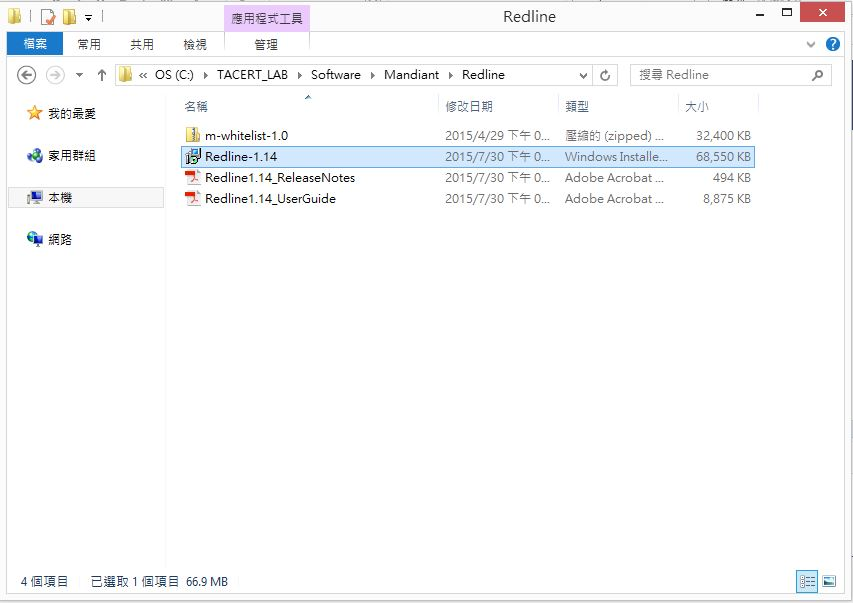 Redline
應用程式工具
檔案 常用 共用 檢視 管理
« OS (C:) › TACERT_LAB › Software › Mandiant › Redline 搜尋 Redline
名稱 修改日期 類型 大小
我的最愛
家用群組
本機
網路
m-whitelist-1.0 2015/4/29 下午 0... 壓縮的 (zipped) ... 32,400 KB
Redline-1.14 2015/7/30 下午 0... Windows Installe... 68,550 KB
Redline1.14_ReleaseNotes 2015/7/30 下午 0... Adobe Acrobat ... 494 KB
Redline1.14_UserGuide 2015/7/30 下午 0... Adobe Acrobat ... 8,875 KB
4 個項目 已選取 1 個項目 66.9 MB